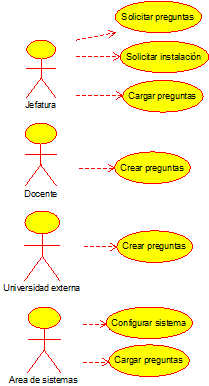 Solicitar preguntas
Solicitar instalación
Jefatura
Cargar preguntas
Crear preguntas
Docente
Crear preguntas
Universidad externa
Configurar sistema
Cargar preguntas
Area de sistemas